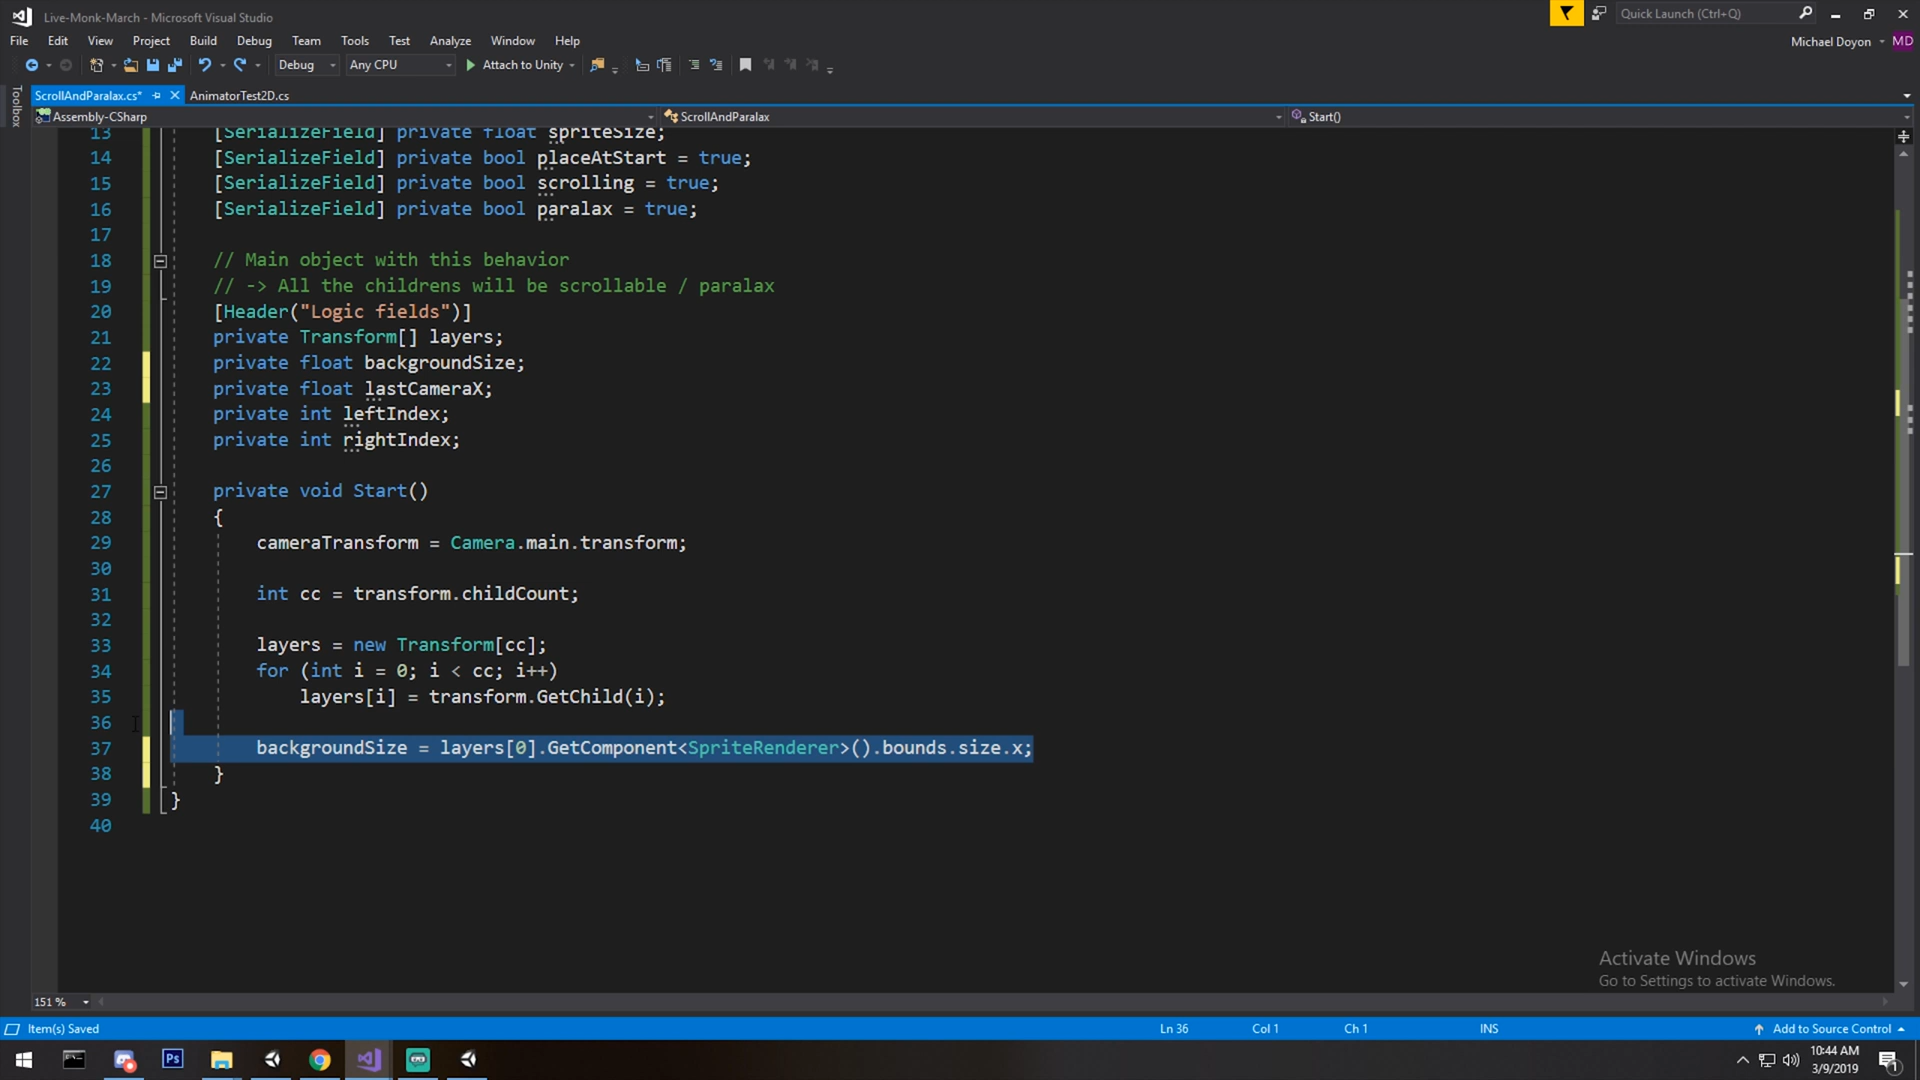 Live-Monk-March - Microsoft Visual Studio
Quick Launch (Ctrl+Q)
File Edit View Project Build Debug Team Tools Test Analyze Window Help
Michael Doyon MD
Debug Any CPU Attach to Unity
Toolbox
ScrollAndParalax.cs* AnimatorTest2D.cs
Assembly-CSharp ScrollAndParalax Start()
13 [SerializeField] private float spriteSize;
14 [SerializeField] private bool placeAtStart = true;
15 [SerializeField] private bool scrolling = true;
16 [SerializeField] private bool paralax = true;
17
18 // Main object with this behavior
19 // -> All the childrens will be scrollable / paralax
20 [Header("Logic fields")]
21 private Transform[] layers;
22 private float backgroundSize;
23 private float lastCameraX;
24 private int leftIndex;
25 private int rightIndex;
26
27 private void Start()
28 {
29 cameraTransform = Camera.main.transform;
30
31 int cc = transform.childCount;
32
33 layers = new Transform[cc];
34 for (int i = 0; i < cc; i++)
35 layers[i] = transform.GetChild(i);
36
37 backgroundSize = layers[0].GetComponent<SpriteRenderer>().bounds.size.x;
38 }
39 }
40
Activate Windows
Go to Settings to activate Windows.
151 %
Item(s) Saved Ln 36 Col 1 Ch 1 INS Add to Source Control
Ps
10:44 AM
3/9/2019
1